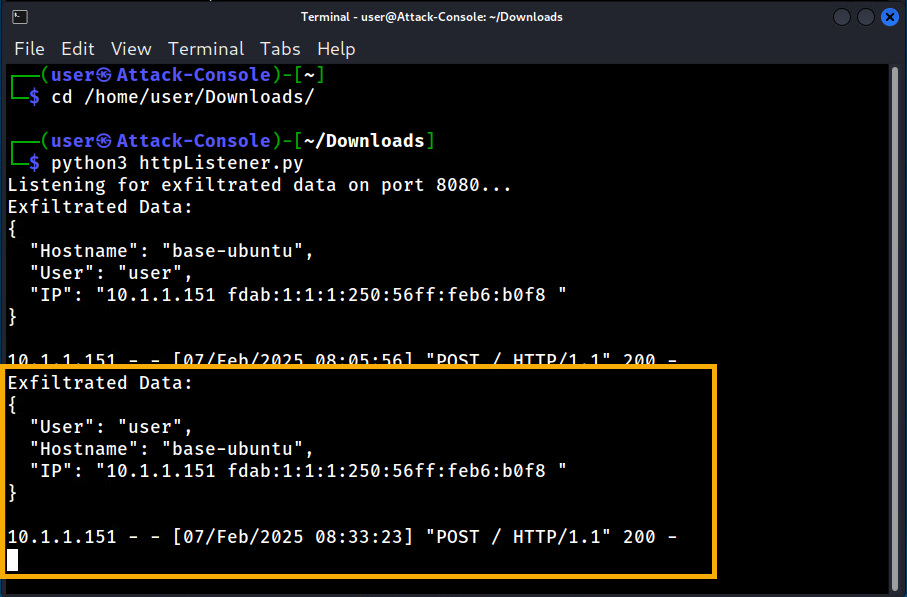 Terminal - user@Attack-Console: ~/Downloads
File Edit View Terminal Tabs Help
┌──(user㉿Attack-Console)-[~]
└─$ cd /home/user/Downloads/
┌──(user㉿Attack-Console)-[~/Downloads]
└─$ python3 httpListener.py
Listening for exfiltrated data on port 8080...
Exfiltrated Data:
{
  "Hostname": "base-ubuntu",
  "User": "user",
  "IP": "10.1.1.151 fdab:1:1:1:250:56ff:feb6:b0f8 "
}
10.1.1.151 - - [07/Feb/2025 08:05:56] "POST / HTTP/1.1" 200 -
Exfiltrated Data:
{
  "User": "user",
  "Hostname": "base-ubuntu",
  "IP": "10.1.1.151 fdab:1:1:1:250:56ff:feb6:b0f8 "
}
10.1.1.151 - - [07/Feb/2025 08:33:23] "POST / HTTP/1.1" 200 -